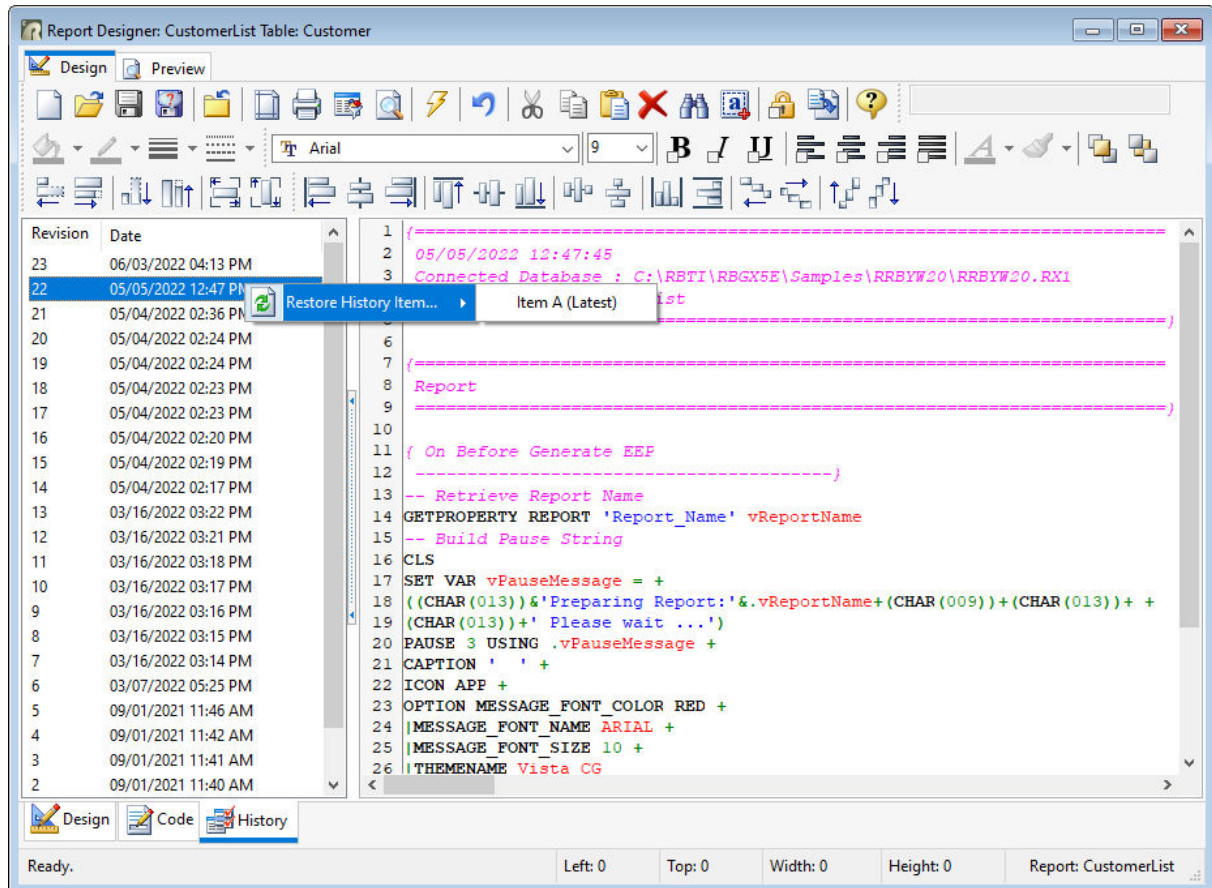 Report Designer: CustomerList Table: Customer
Design Preview
Arial 9 B I U
Revision Date
23 06/03/2022 04:13 PM
22 05/05/2022 12:47 PM
21 05/04/2022 02:36 PM
20 05/04/2022 02:24 PM
19 05/04/2022 02:24 PM
18 05/04/2022 02:23 PM
17 05/04/2022 02:23 PM
16 05/04/2022 02:20 PM
15 05/04/2022 02:19 PM
14 05/04/2022 02:17 PM
13 03/16/2022 03:22 PM
12 03/16/2022 03:21 PM
11 03/16/2022 03:18 PM
10 03/16/2022 03:17 PM
9 03/16/2022 03:16 PM
8 03/16/2022 03:15 PM
7 03/16/2022 03:14 PM
6 03/07/2022 05:25 PM
5 09/01/2021 11:46 AM
4 09/01/2021 11:42 AM
3 09/01/2021 11:41 AM
2 09/01/2021 11:40 AM
Restore History Item...
Item A (Latest)
1 {==========================================================================
2 05/05/2022 12:47:45
3 Connected Database : C:\RBTI\RBGX5E\Samples\RRBYW20\RRBYW20.RX1
ist
==========================================================================}
6
7 {==========================================================================
8 Report
9 ==========================================================================}
10
11 { On Before Generate EEP
12 -----------------------------------------}
13 -- Retrieve Report Name
14 GETPROPERTY REPORT 'Report_Name' vReportName
15 -- Build Pause String
16 CLS
17 SET VAR vPauseMessage = +
18 ((CHAR(013))&'Preparing Report:'&.vReportName+(CHAR(009))+(CHAR(013))+ +
19 (CHAR(013))+' Please wait ...')
20 PAUSE 3 USING .vPauseMessage +
21 CAPTION '  ' +
22 ICON APP +
23 OPTION MESSAGE_FONT_COLOR RED +
24 |MESSAGE_FONT_NAME ARIAL +
25 |MESSAGE_FONT_SIZE 10 +
26 |THEMENAME Vista CG
Design Code History
Ready. Left: 0 Top: 0 Width: 0 Height: 0 Report: CustomerList